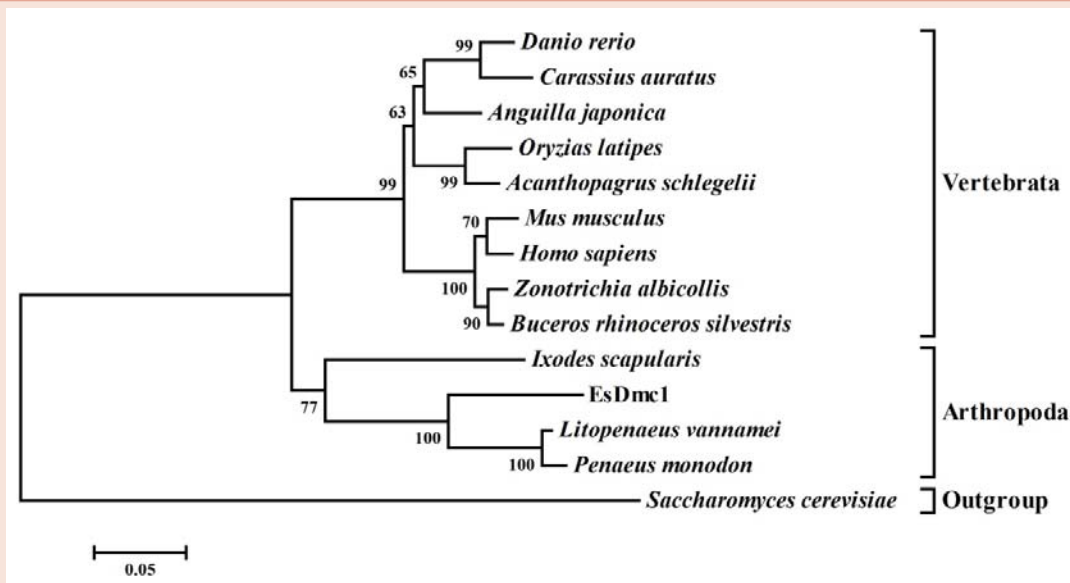 99
Danio rerio
65
Carassius auratus
63
Anguilla japonica
Oryzias latipes
99
99
Acanthopagrus schlegelii
Vertebrata
70
Mus musculus
Homo sapiens
100
Zonotrichia albicollis
90
Buceros rhinoceros silvestris
Ixodes scapularis
77
EsDmc1
Arthropoda
100
Litopenaeus vannamei
100
Penaeus monodon
Saccharomyces cerevisiae
Outgroup
0.05